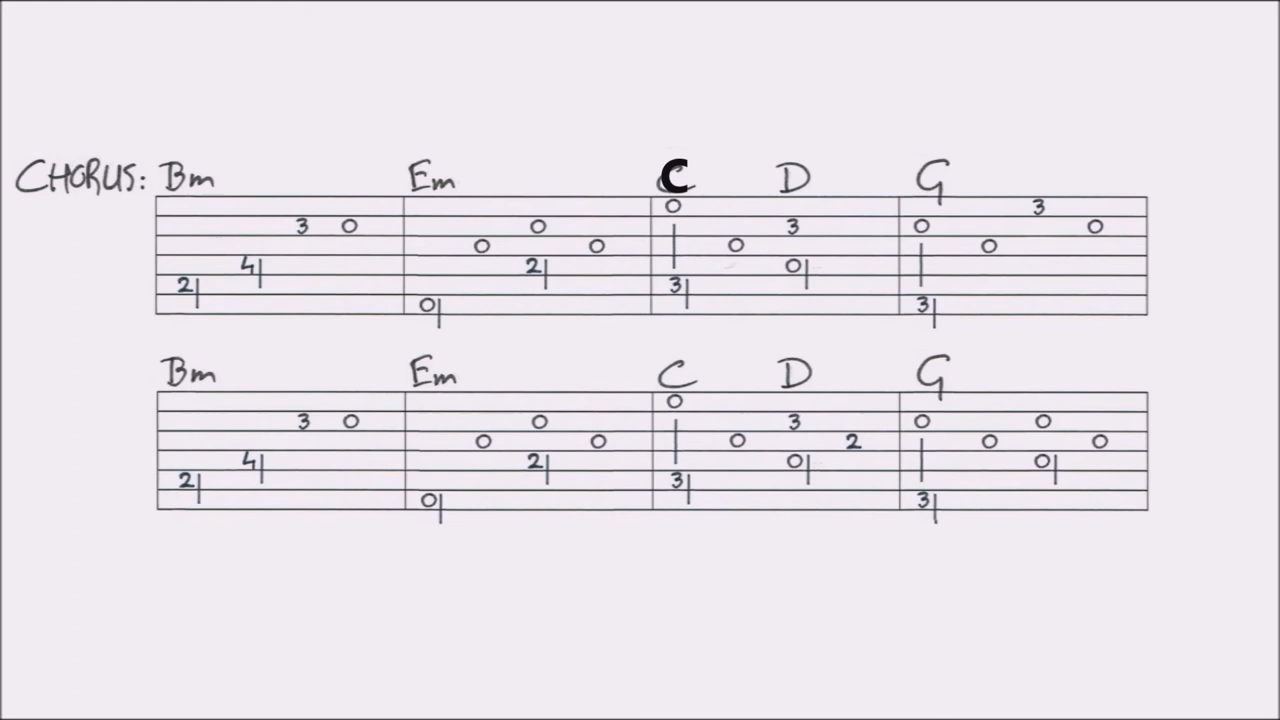 CHORUS: Bm Em C D G
0 3
3 0 0 3 0 0
0 0 0 0
4 2 0
2 3
0 3
Bm Em C D G
0
3 0 0 3 0 0
0 0 0 2 0 0
4 2 0 0
2 3
0 3